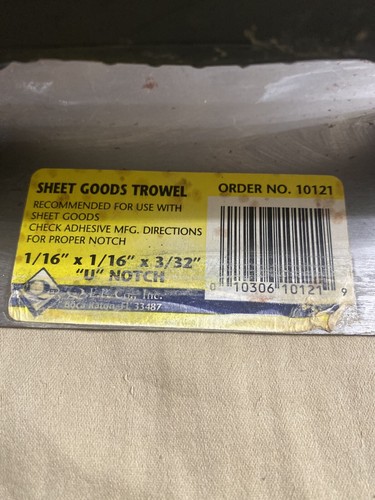 SHEET GOODS TROWEL
RECOMMENDED FOR USE WITH
SHEET GOODS
CHECK ADHESIVE MFG. DIRECTIONS
FOR PROPER NOTCH
1/16" x 1/16" x 3/32"
"U" NOTCH
Co., Inc.
Boca Raton, FL 33487
ORDER NO. 10121
0 10306 10121 9